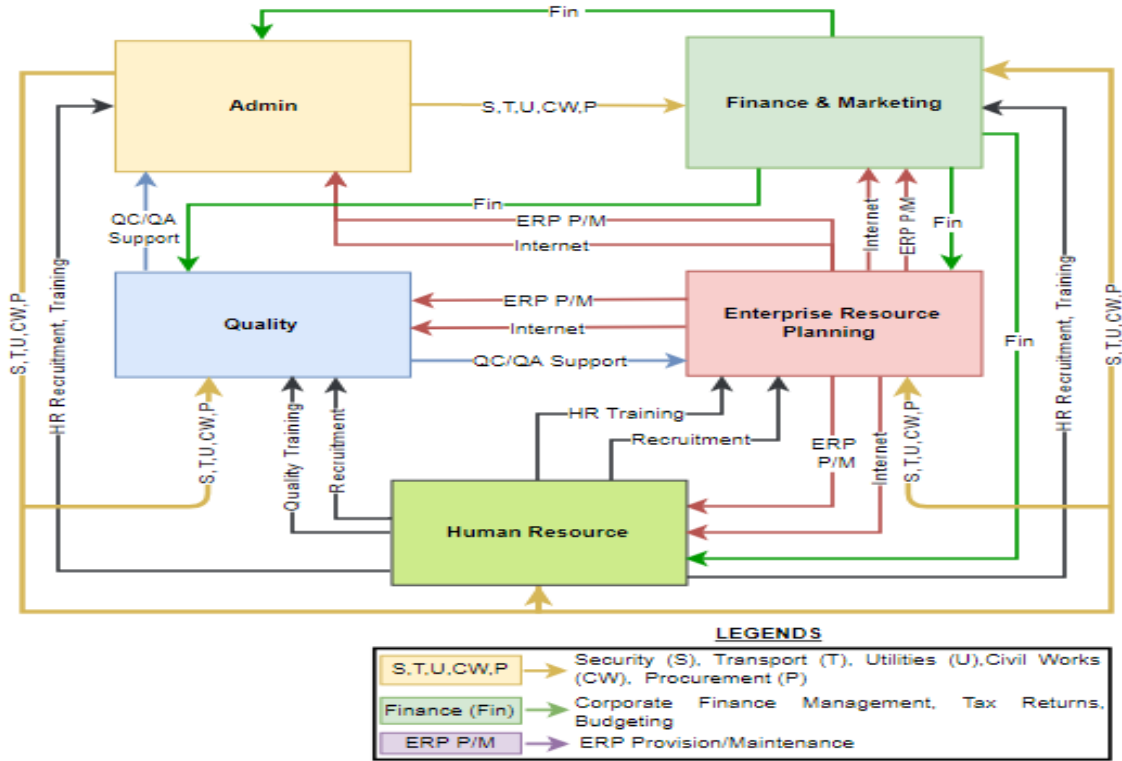 Fin
Admin
S,T,U,CW,P
Finance & Marketing
Fin
QC/QA
Support
ERP P/M
Internet
Internet
ERP P/M
Fin
HR Recruitment, Training
S,T,U,CW,P
Quality
ERP P/M
Internet
QC/QA Support
Enterprise Resource
Planning
Fin
HR Recruitment, Training
S,T,U,CW,P
S,T,U,CW,P
Quality Training
Recruitment
HR Training
Recruitment
ERP
P/M
Internet
S,T,U,CW,P
Human Resource
LEGENDS
S,T,U,CW,P
Security (S), Transport (T), Utilities (U),Civil Works
(CW), Procurement (P)
Finance (Fin)
Corporate Finance Management, Tax Returns,
Budgeting
ERP P/M
ERP Provision/Maintenance